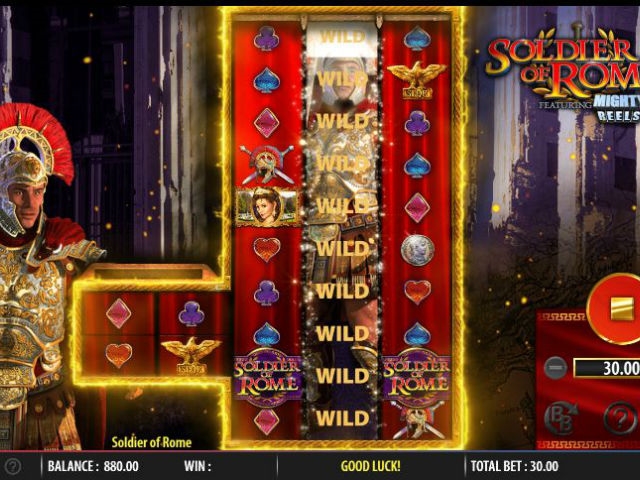 SOLDIER
OF ROME
FEATURING MIGHTY
REELS
WILD
WILD
WILD
WILD
WILD
WILD
WILD
WILD
WILD
WILD
SOLDIER
OF
ROME
SOLDIER
OF
ROME
30.00
BB
?
Soldier of Rome
? BALANCE : 880.00 WIN : GOOD LUCK! TOTAL BET : 30.00